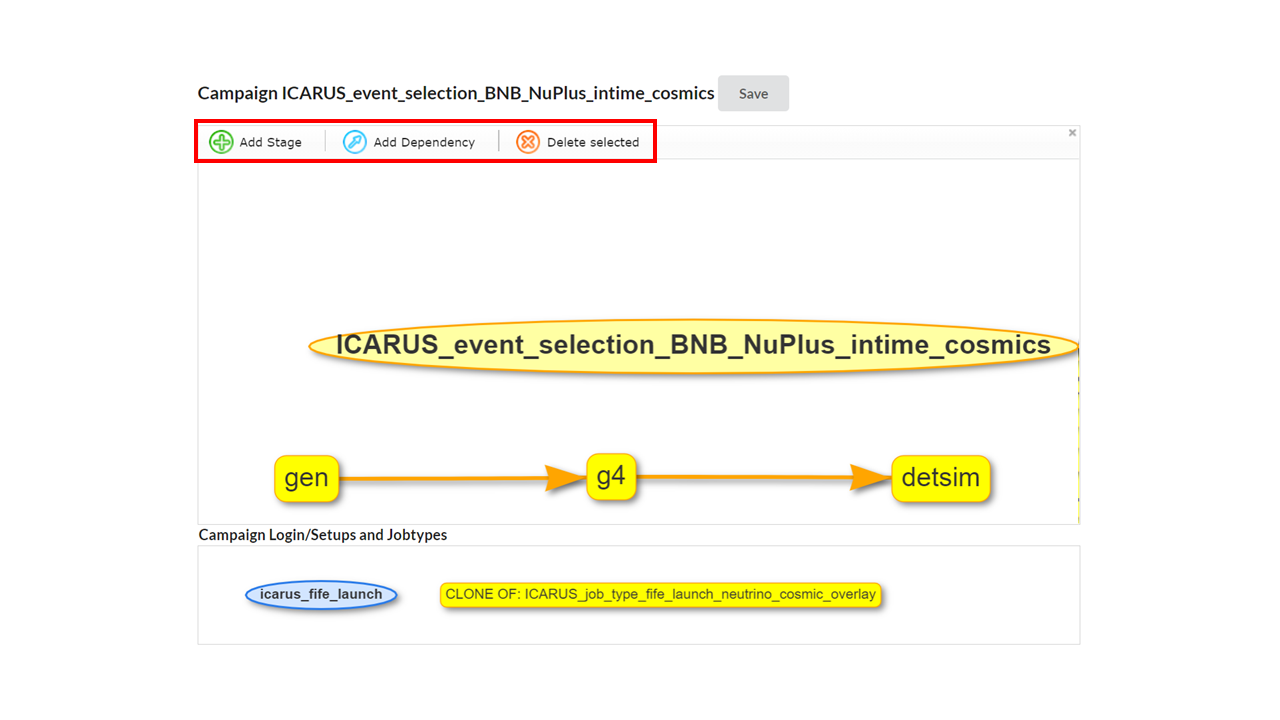 Campaign ICARUS_event_selection_BNB_NuPlus_intime_cosmics Save
Add Stage Add Dependency Delete selected
ICARUS_event_selection_BNB_NuPlus_intime_cosmics
gen g4 detsim
Campaign Login/Setups and Jobtypes
icarus_fife_launch CLONE OF: ICARUS_job_type_fife_launch_neutrino_cosmic_overlay